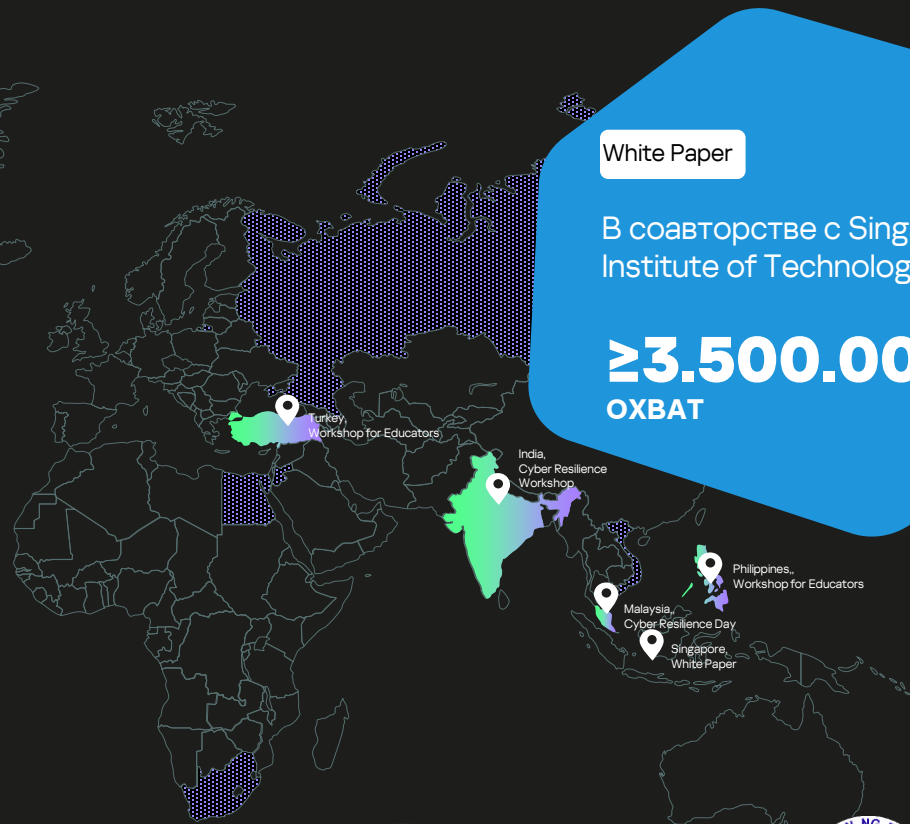 White Paper
В соавторстве с Sing
Institute of Technolog
≥3.500.00
ОХВАТ
Turkey,
Workshop for Educators
India,
Cyber Resilience
Workshop
Philippines,,
Workshop for Educators
Malaysia,,
Cyber Resilience Day
Singapore,
White Paper